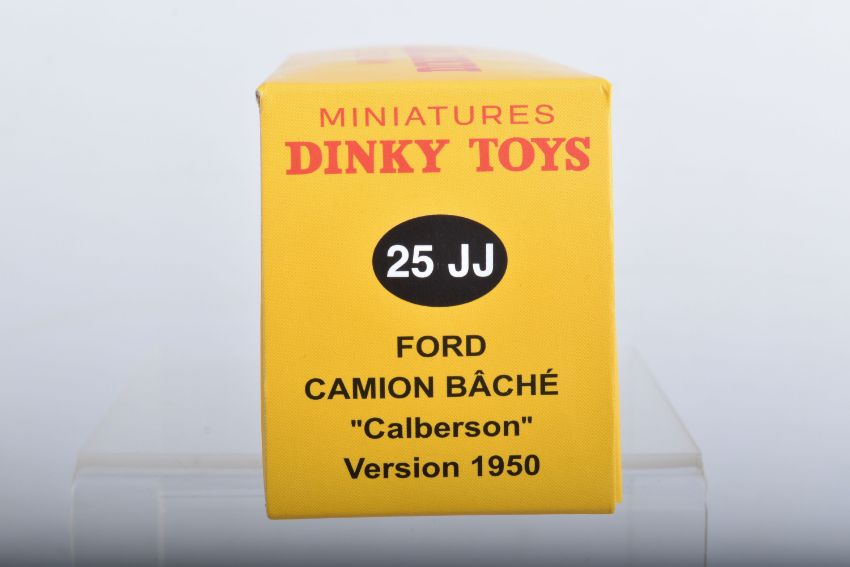 MINIATURES
DINKY TOYS
25 JJ
FORD
CAMION BÂCHÉ
"Calberson"
Version 1950